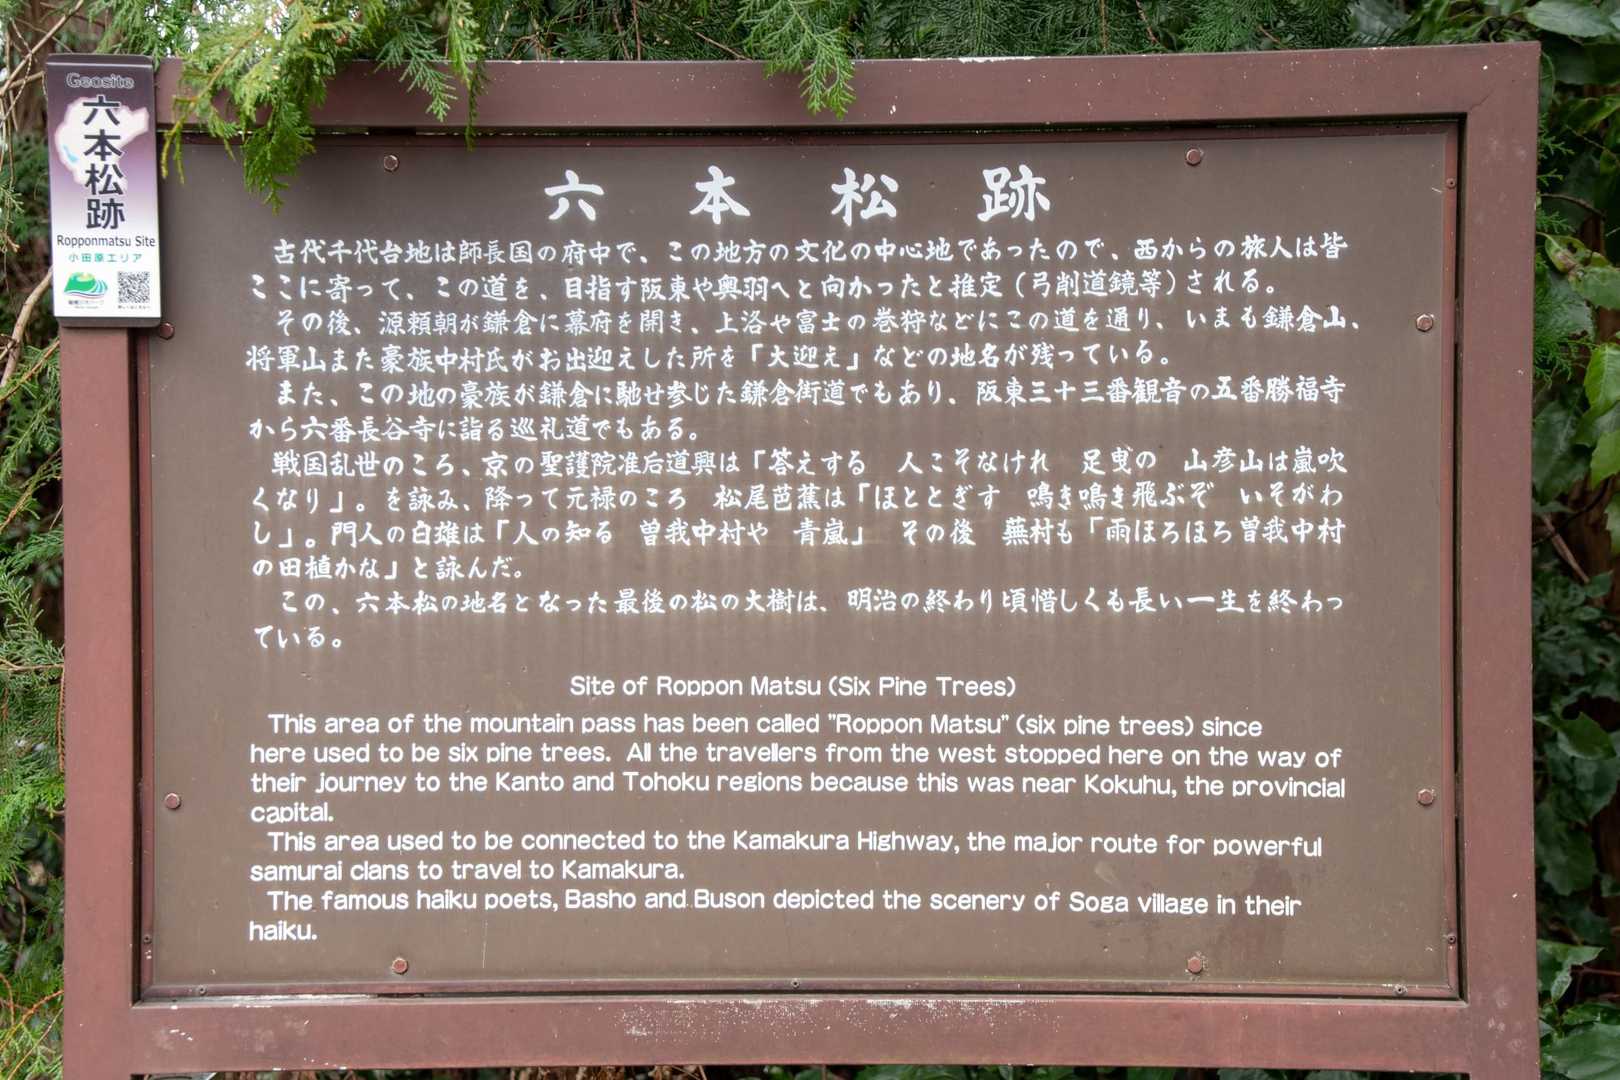 Geosite
六本松跡
Ropponmatsu Site
小田原エリア
六本松跡
古代千代台地は師長国の府中で、この地方の文化の中心地であったので、西からの旅人は皆
ここに寄って、この道を、目指す阪東や奥羽へと向かったと推定（弓削道鏡等）される。
その後、源頼朝が鎌倉に幕府を開き、上洛や富士の巻狩などにこの道を通り、いまも鎌倉山、
将軍山また豪族中村氏がお出迎えした所を「大迎え」などの地名が残っている。
また、この地の豪族が鎌倉に馳せ参じた鎌倉街道でもあり、阪東三十三番観音の五番勝福寺
から六番長谷寺に詣る巡礼道でもある。
戦国乱世のころ、京の聖護院准后道興は「答えする　人こそなけれ　足曳の　山彦山は嵐吹
くなり」。を詠み、降って元禄のころ　松尾芭蕉は「ほととぎす　鳴き鳴き飛ぶぞ　いそがわ
し」。門人の白雄は「人の知る　曽我中村や　青嵐」　その後　蕪村も「雨ほろほろ曽我中村
の田植かな」と詠んだ。
この、六本松の地名となった最後の松の大樹は、明治の終わり頃惜しくも長い一生を終わっ
ている。
Site of Roppon Matsu (Six Pine Trees)
This area of the mountain pass has been called "Roppon Matsu" (six pine trees) since
here used to be six pine trees. All the travellers from the west stopped here on the way of
their journey to the Kanto and Tohoku regions because this was near Kokuhu, the provincial
capital.
This area used to be connected to the Kamakura Highway, the major route for powerful
samurai clans to travel to Kamakura.
The famous haiku poets, Basho and Buson depicted the scenery of Soga village in their
haiku.